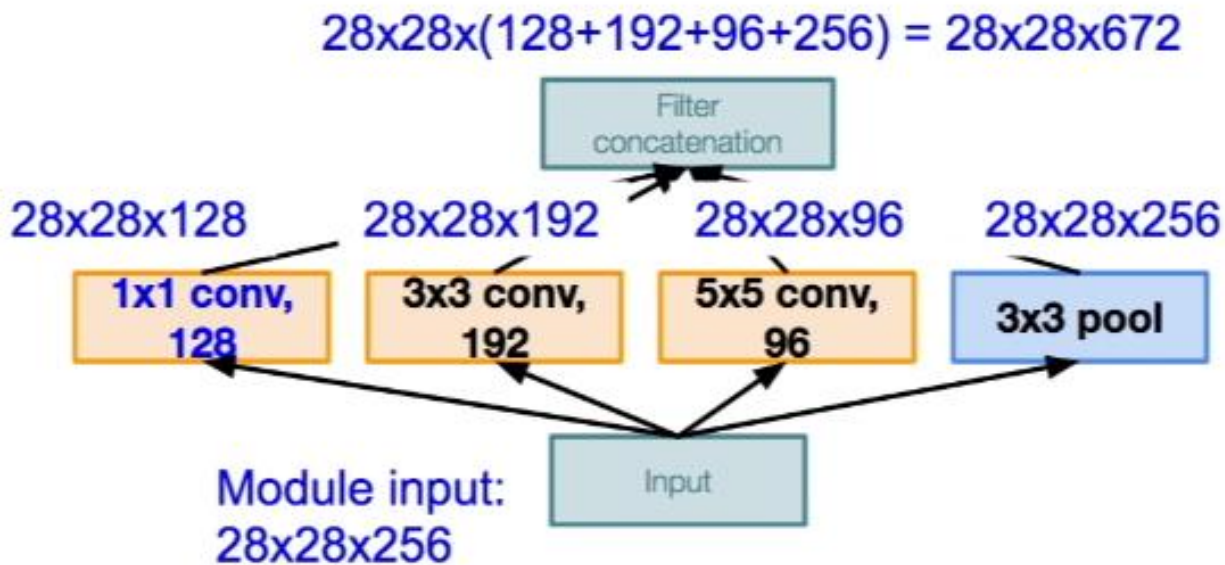 28x28x(128+192+96+256) = 28x28x672
Filter
concatenation
28x28x128
28x28x192
28x28x96
28x28x256
1x1 conv,
128
3x3 conv,
192
5x5 conv,
96
3x3 pool
Input
Module input:
28x28x256